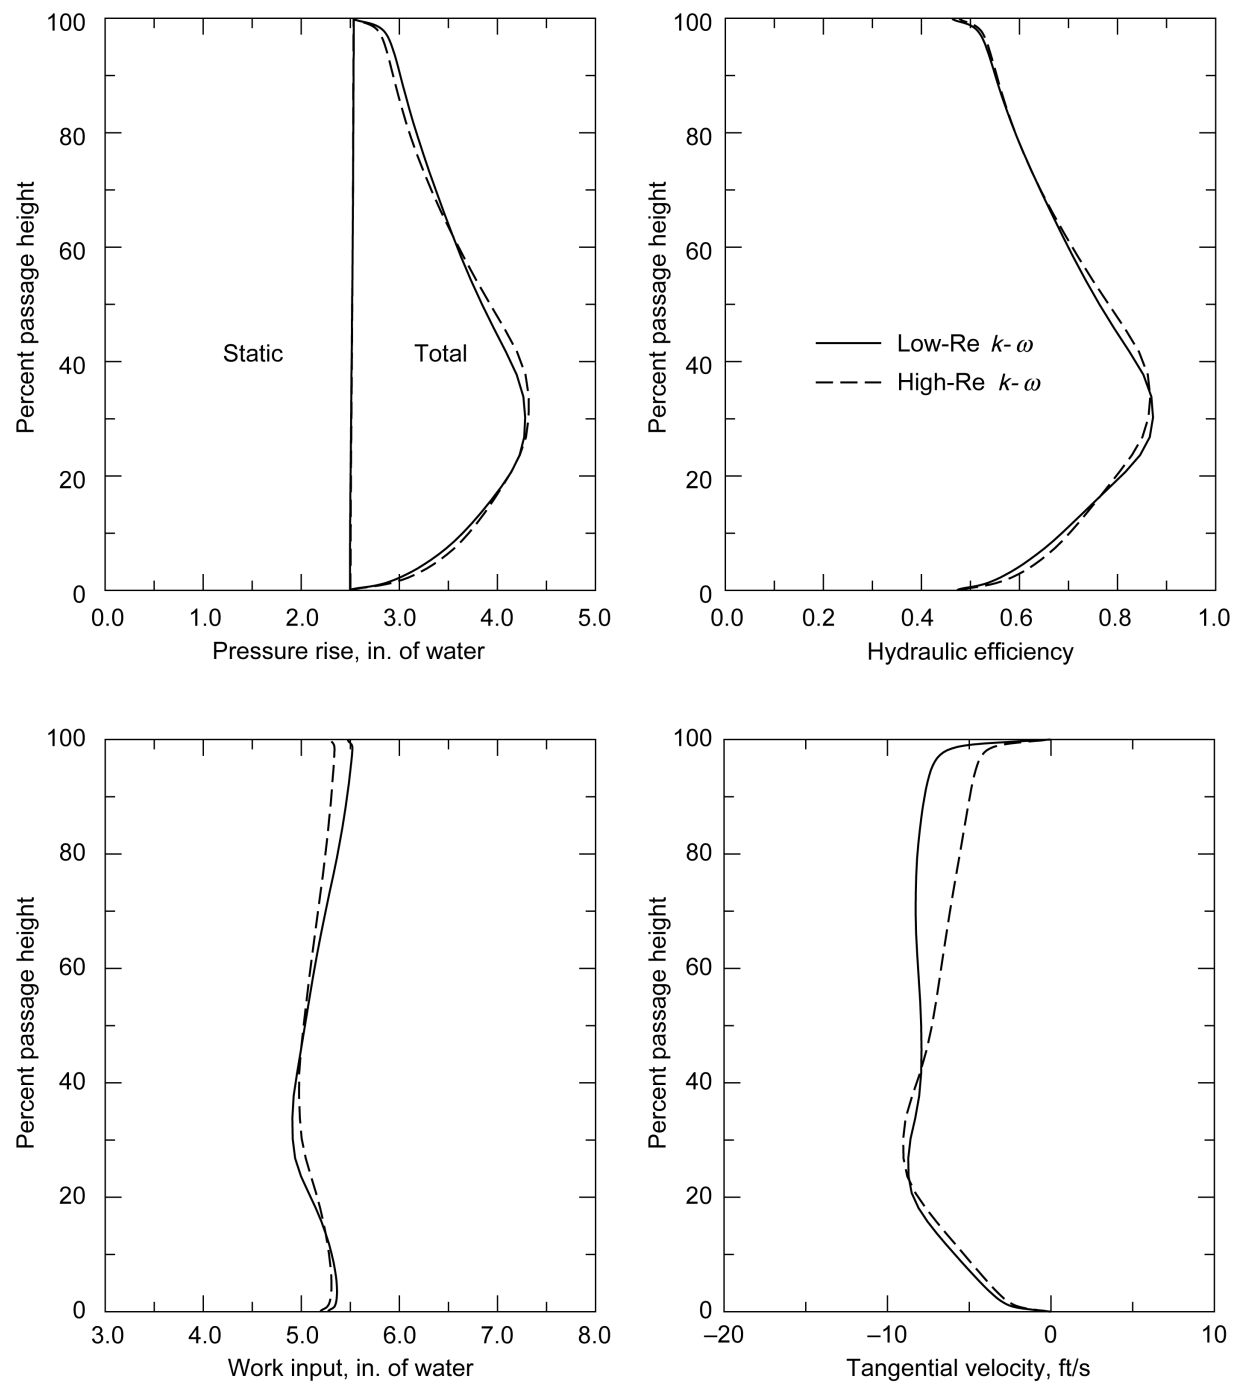 100
80
60
40
20
0
Percent passage height
Static
Total
0.0 1.0 2.0 3.0 4.0 5.0
Pressure rise, in. of water
100
80
60
40
20
0
Percent passage height
Low-Re k-ω
High-Re k-ω
0.0 0.2 0.4 0.6 0.8 1.0
Hydraulic efficiency
100
80
60
40
20
0
Percent passage height
3.0 4.0 5.0 6.0 7.0 8.0
Work input, in. of water
100
80
60
40
20
0
Percent passage height
–20 –10 0 10
Tangential velocity, ft/s